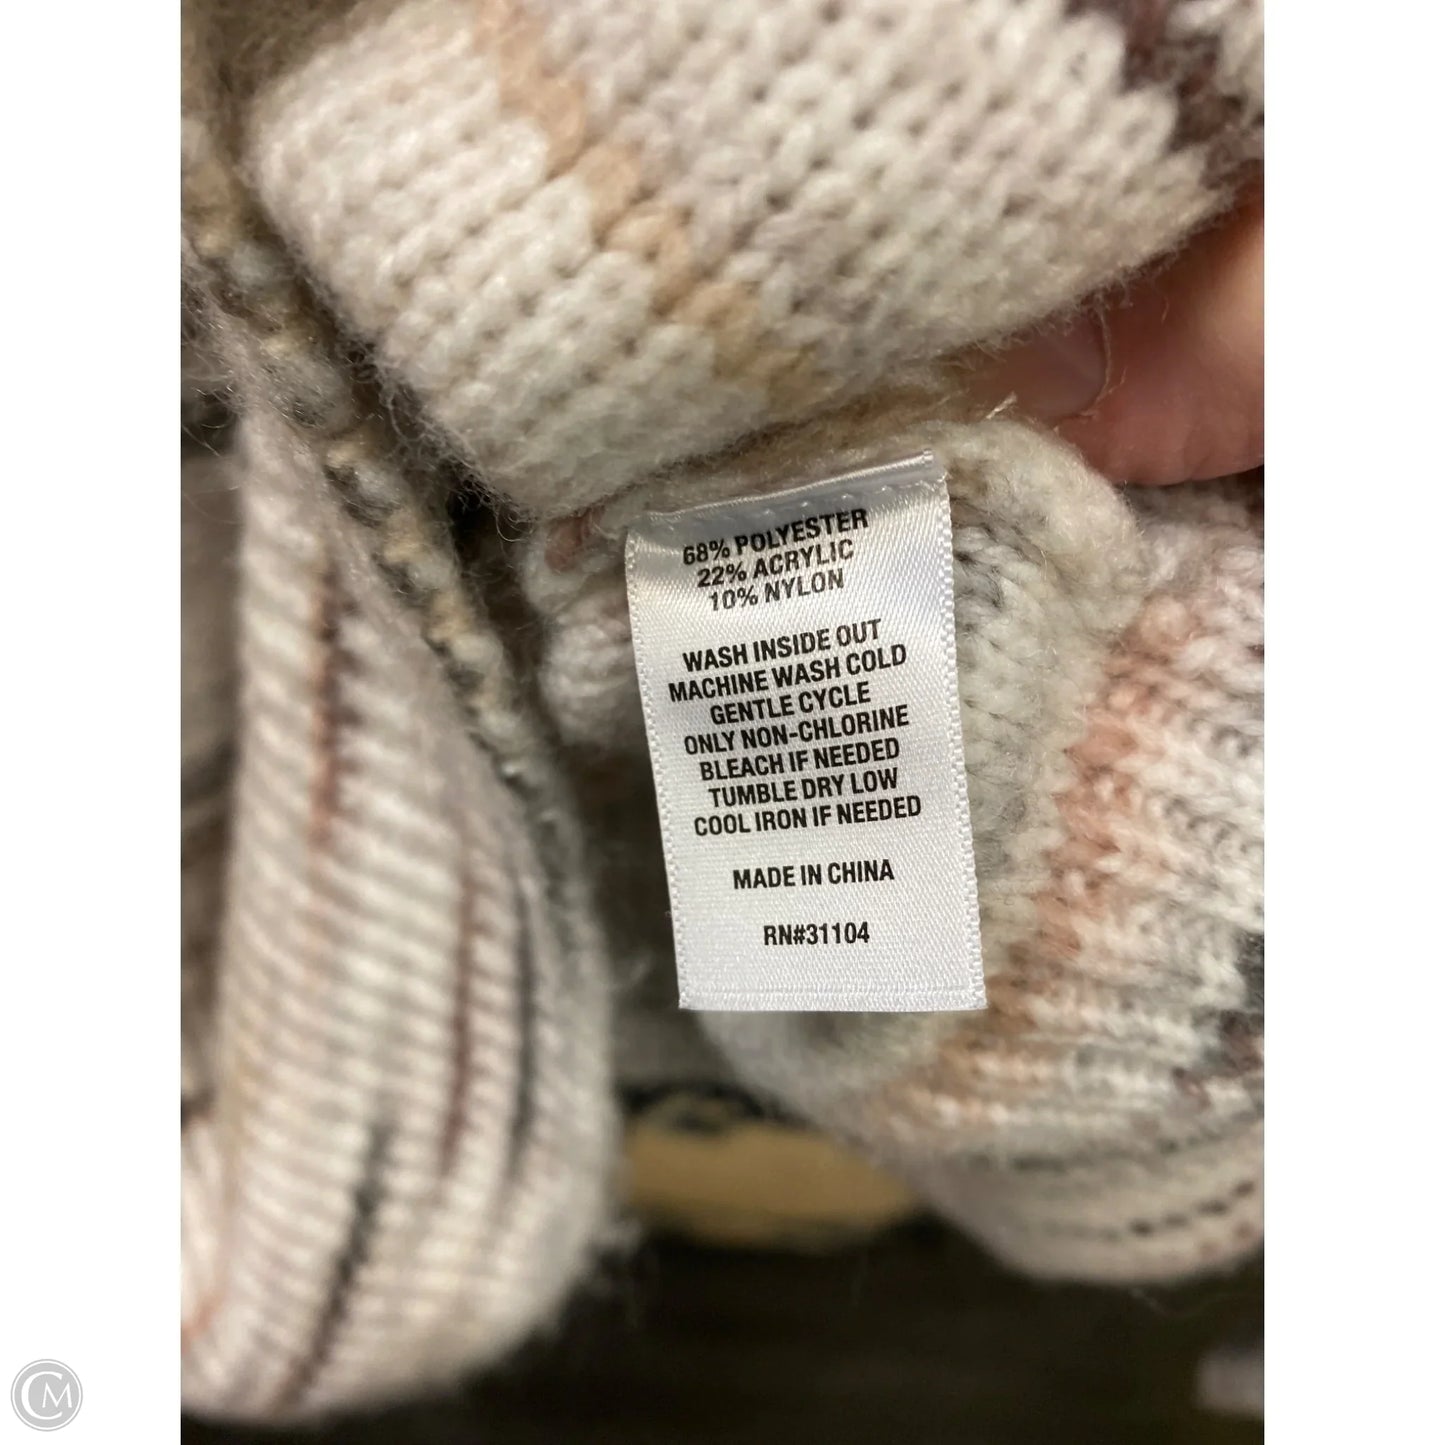 68% POLYESTER
22% ACRYLIC
10% NYLON
WASH INSIDE OUT
MACHINE WASH COLD
GENTLE CYCLE
ONLY NON-CHLORINE
BLEACH IF NEEDED
TUMBLE DRY LOW
COOL IRON IF NEEDED
MADE IN CHINA
RN#31104
CM